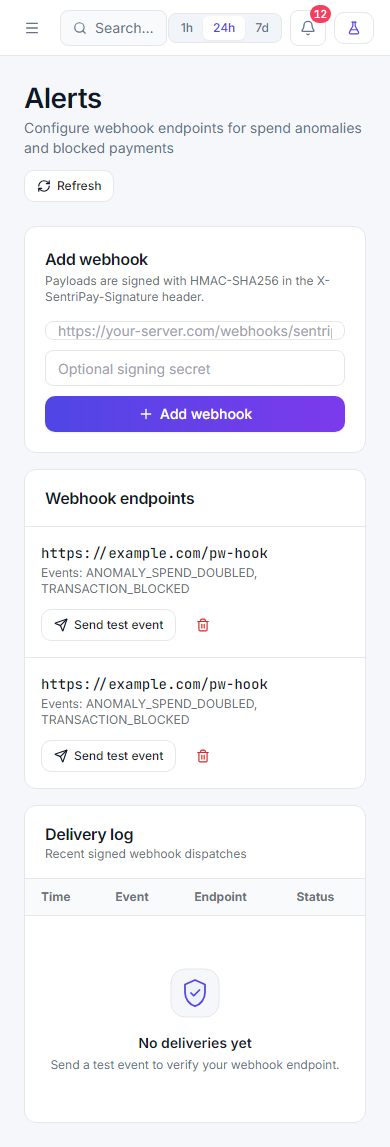 Search...
1h 24h 7d
12
Alerts
Configure webhook endpoints for spend anomalies
and blocked payments
Refresh
Add webhook
Payloads are signed with HMAC-SHA256 in the X-
SentriPay-Signature header.
https://your-server.com/webhooks/sentri
Optional signing secret
+ Add webhook
Webhook endpoints
https://example.com/pw-hook
Events: ANOMALY_SPEND_DOUBLED,
TRANSACTION_BLOCKED
Send test event
https://example.com/pw-hook
Events: ANOMALY_SPEND_DOUBLED,
TRANSACTION_BLOCKED
Send test event
Delivery log
Recent signed webhook dispatches
Time Event Endpoint Status
No deliveries yet
Send a test event to verify your webhook endpoint.